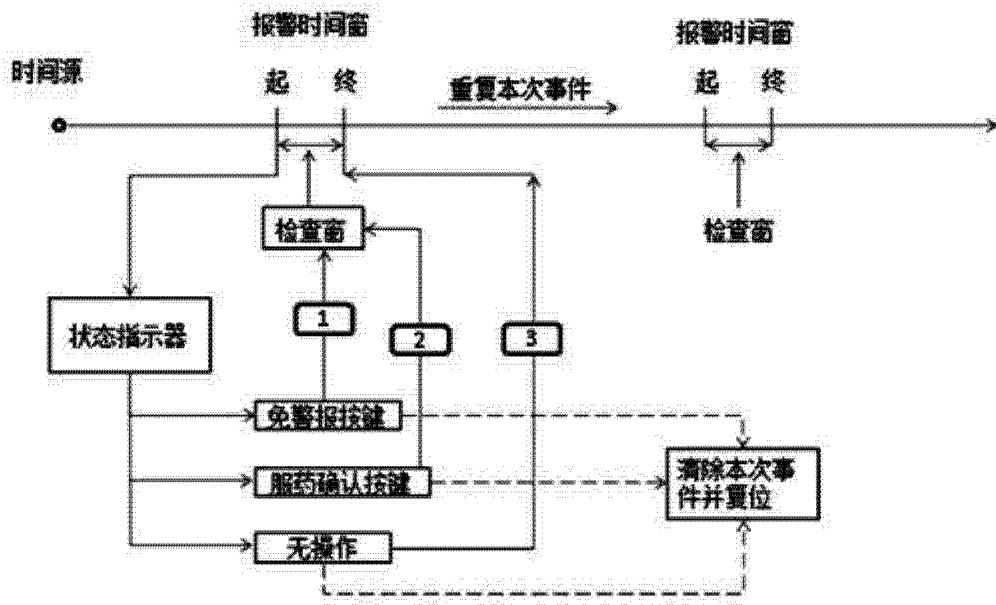 报警时间窗
报警时间窗
时间源
起
终
重复本次事件
起
终
检查窗
检查窗
1
2
3
状态指示器
免警报按键
服药确认按键
清除本次事
件并复位
无操作